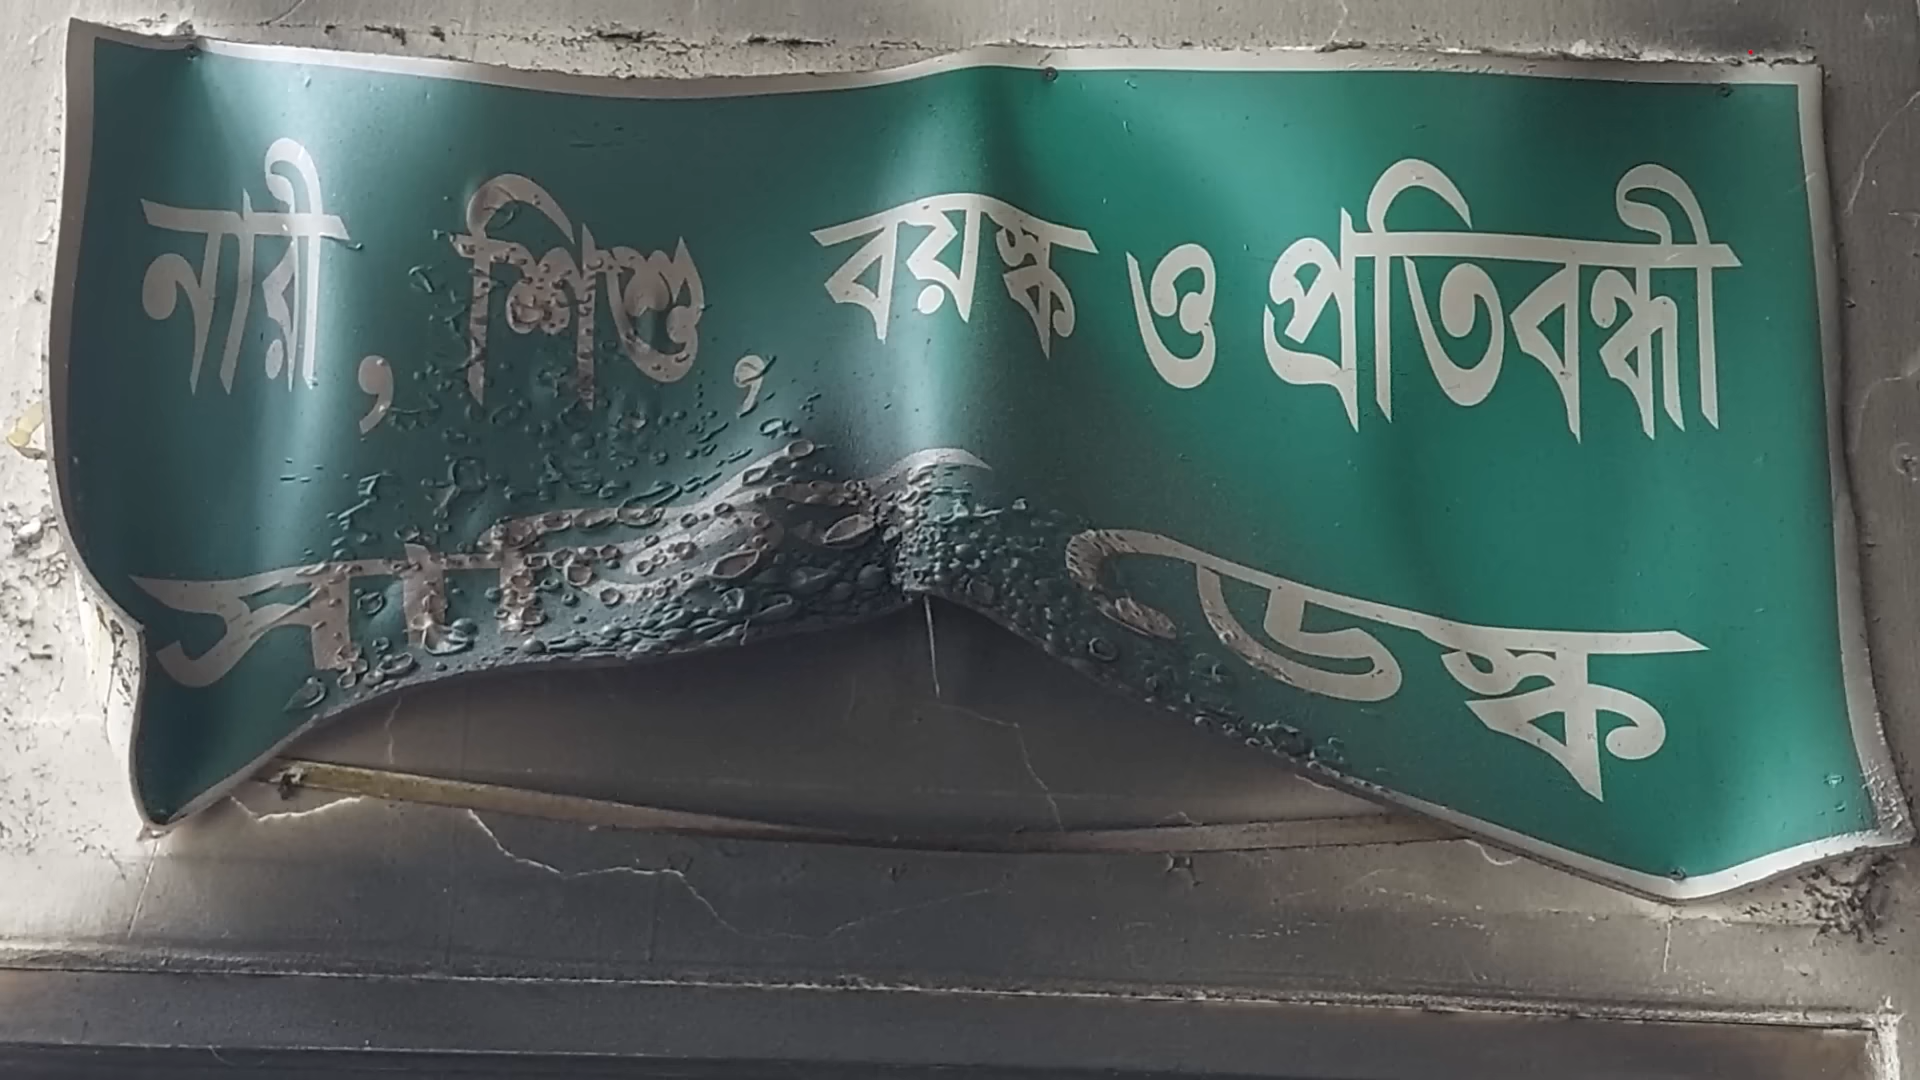 নারী, শিশু, বয়স্ক ও প্রতিবন্ধী
ডেস্ক